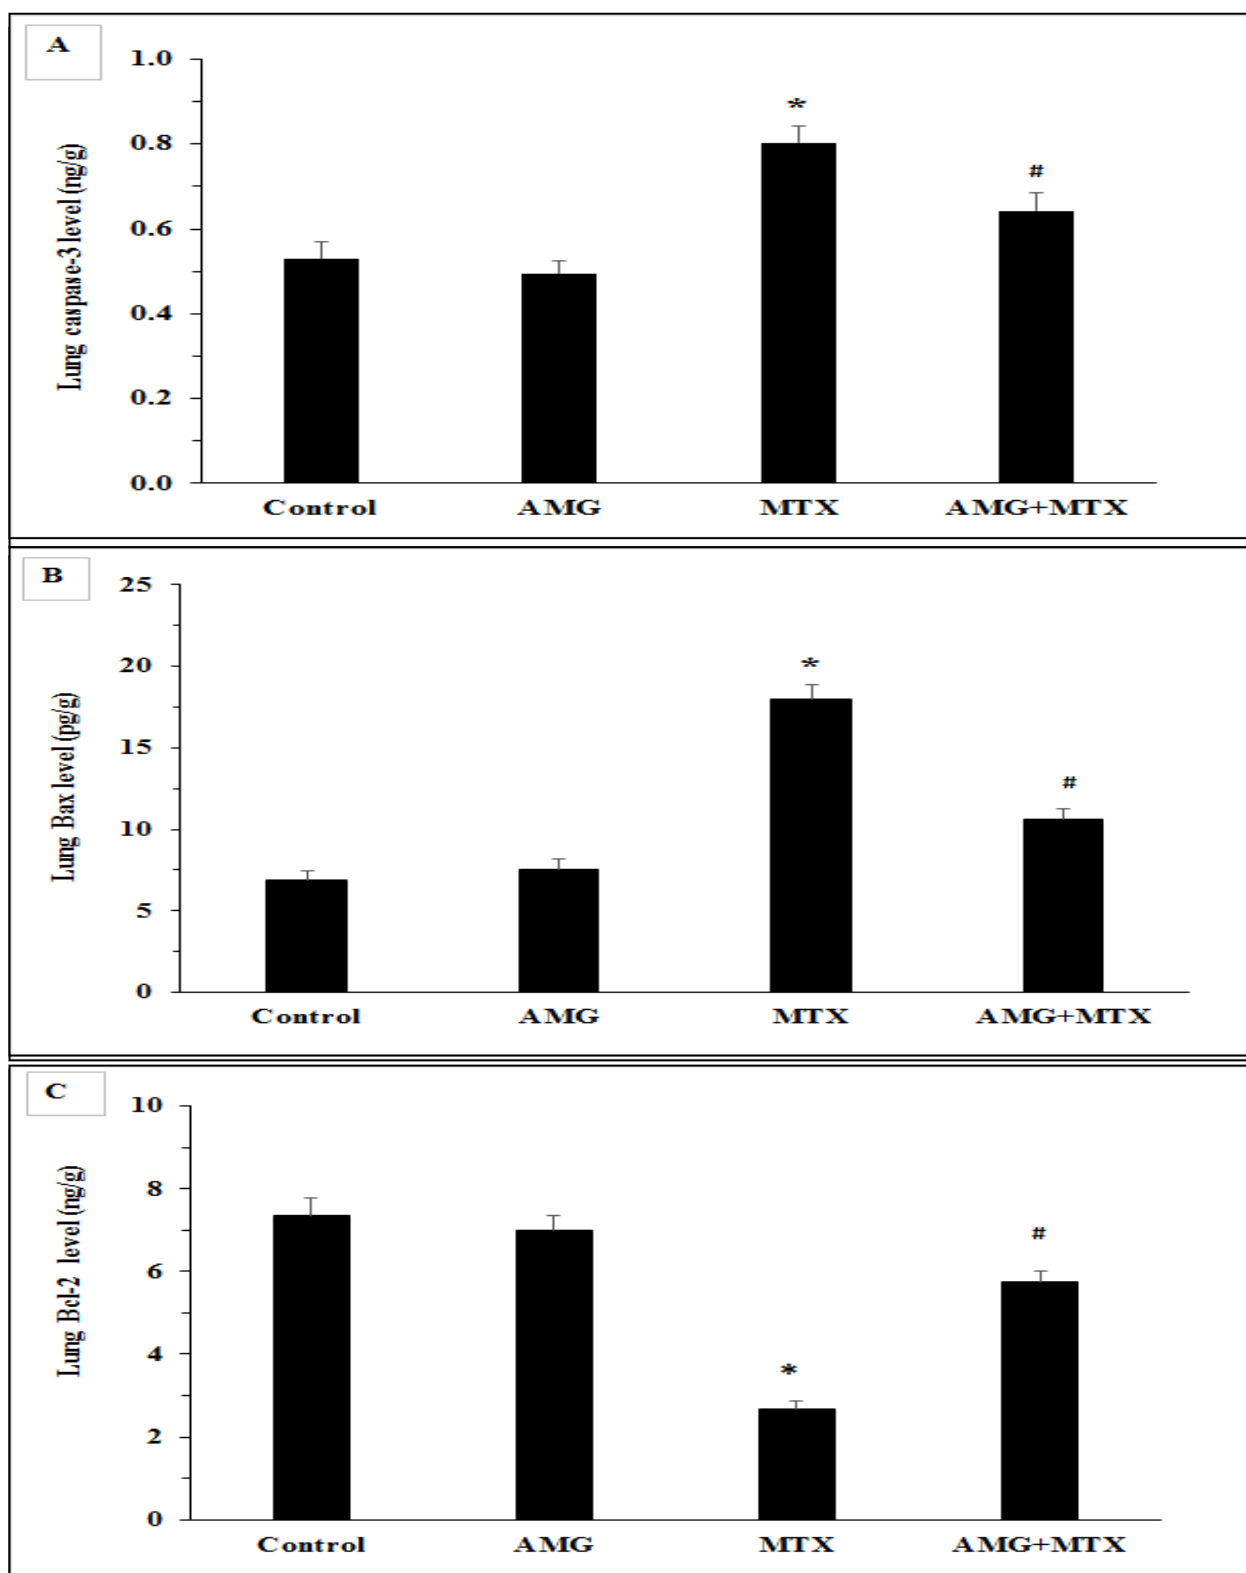 A
Lung caspase-3 level (ng/g)
1.0
0.8
0.6
0.4
0.2
0.0
*
#
Control AMG MTX AMG+MTX
B
Lung Bax level (pg/g)
25
20
15
10
5
0
*
#
Control AMG MTX AMG+MTX
C
Lung Bcl-2 level (ng/g)
10
8
6
4
2
0
*
#
Control AMG MTX AMG+MTX